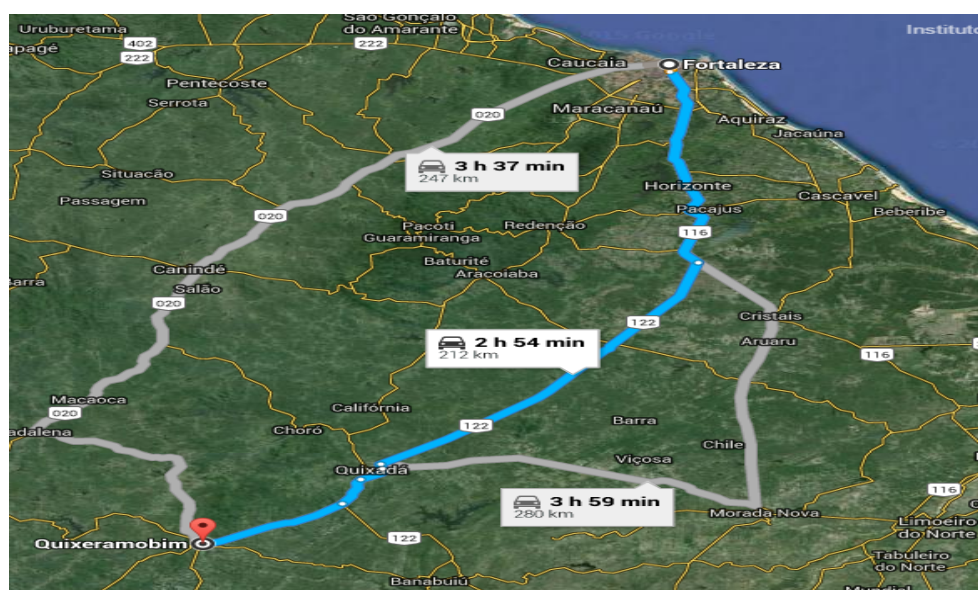 São Gonçalo
do Amarante
Instituto
Uruburetama
402
222
222
Caucaia
Fortaleza
Pentecoste
Serrota
020
Maracanaú
Aquiraz
Jacaúna
3 h 37 min
247 km
Situacão
Passagem
Horizonte
Pacajus
Cascavel
Beberibe
020
Pacoti
Guaramiranga
Redenção
116
Baturité
Aracoiaba
Canindé
Salão
020
122
Cristais
Aruaru
116
2 h 54 min
212 km
Macaoca
020
Califórnia
Choró
122
Barra
Chile
Viçosa
Quixadá
3 h 59 min
280 km
116
Morada Nova
Limoeiro
do Norte
Quixeramobim
122
Tabuleiro
do Norte
Banabuiú